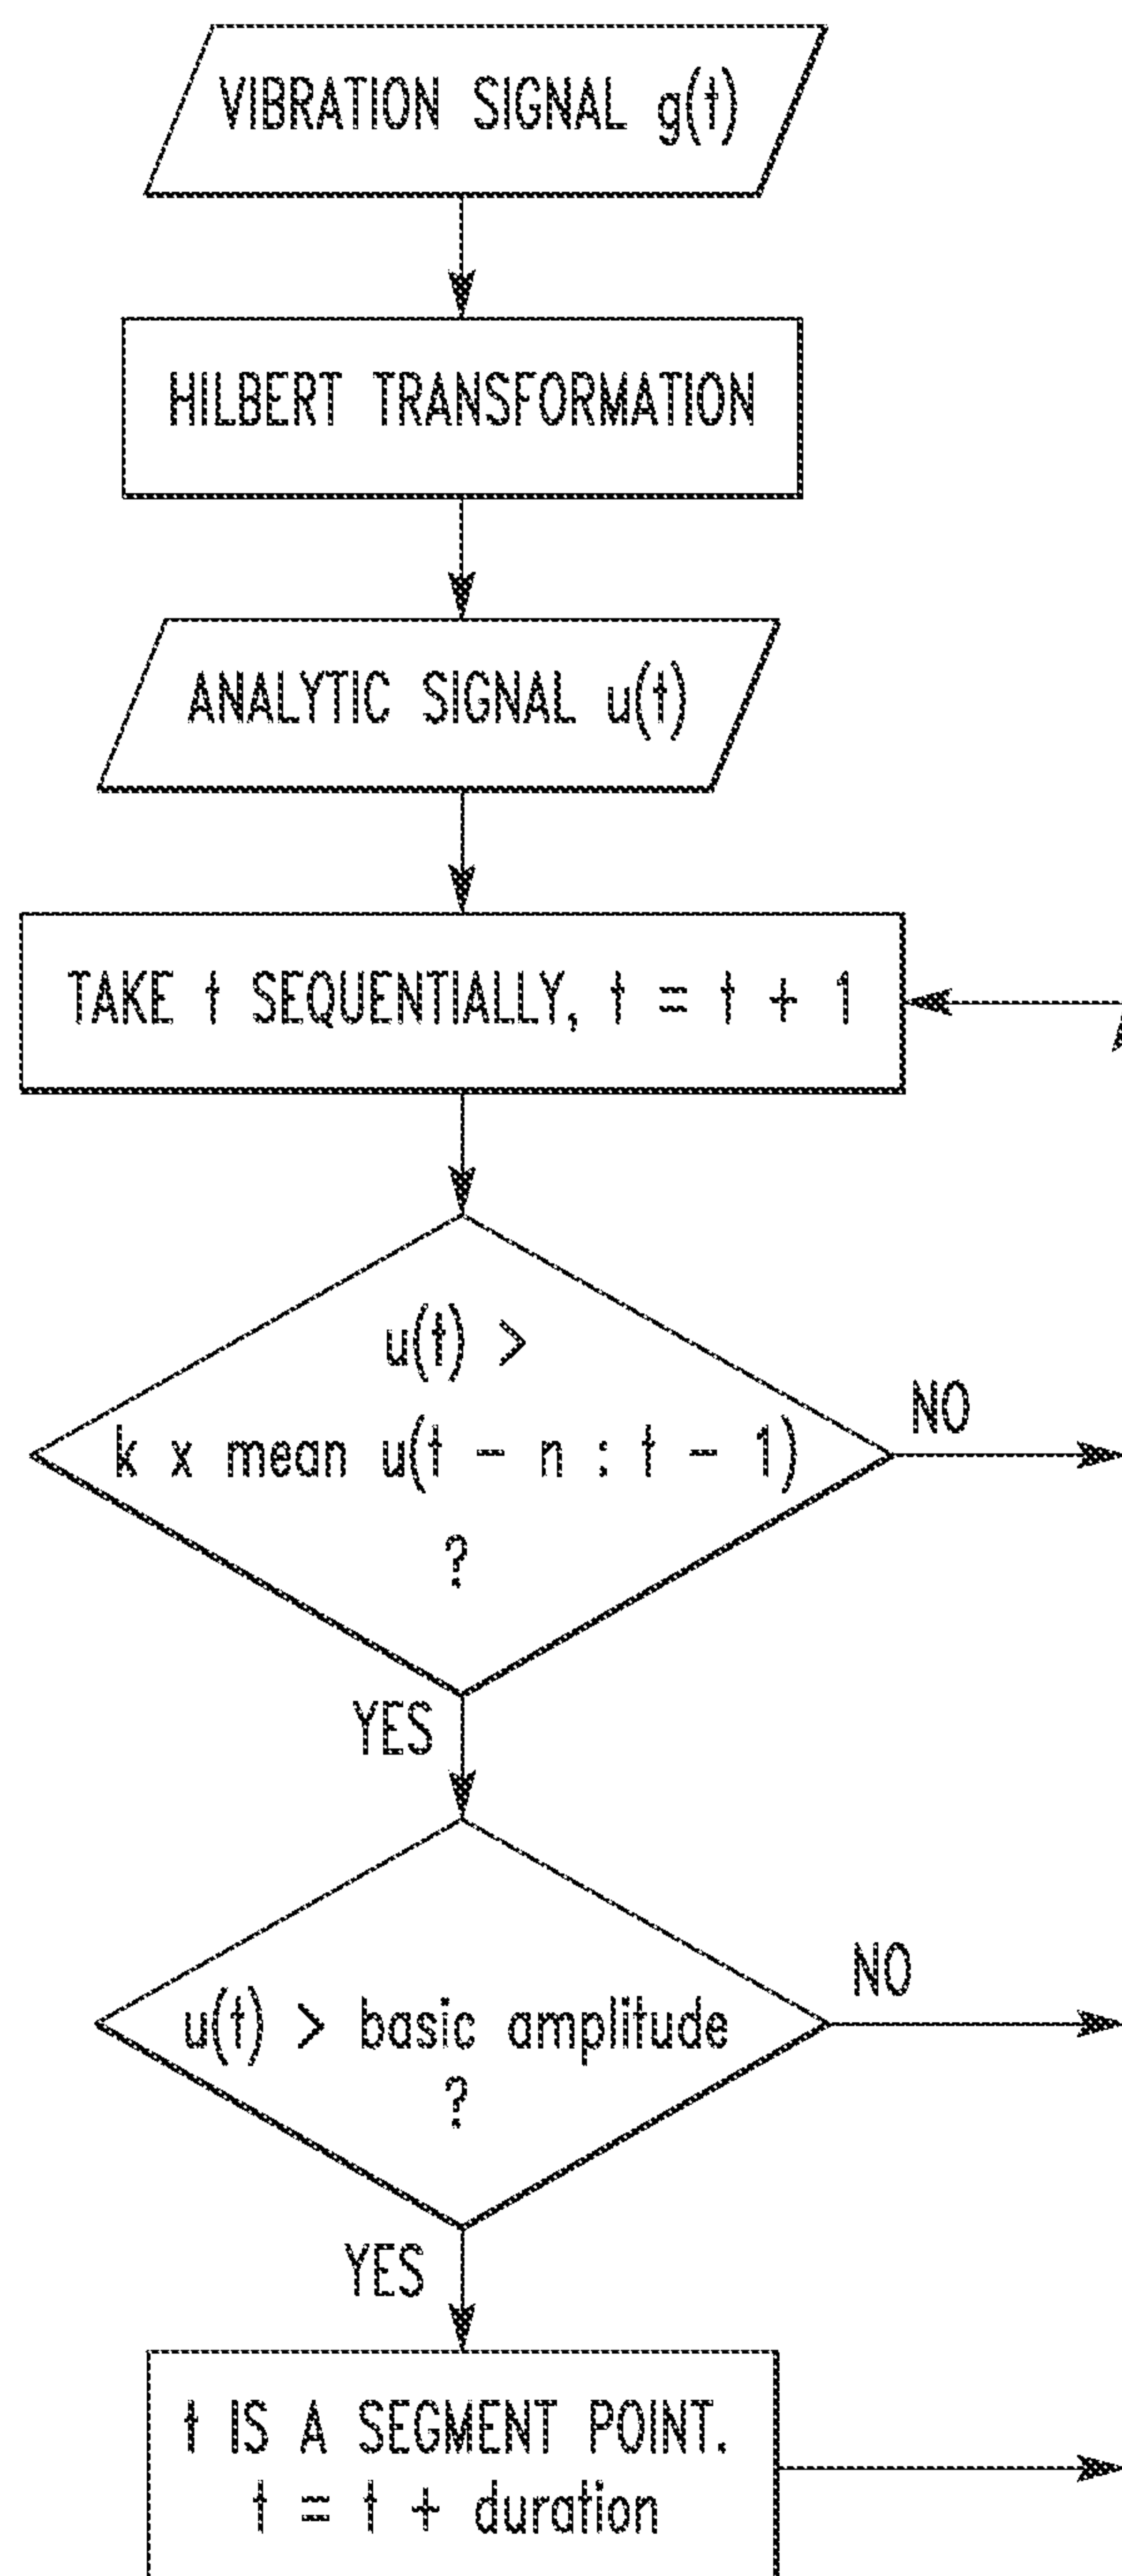 VIBRATION SIGNAL g(t)
HILBERT TRANSFORMATION
ANALYTIC SIGNAL u(t)
TAKE t SEQUENTIALLY, t = t + 1
u(t) >
k x mean u(t - n : t - 1)
?
NO
YES
u(t) > basic amplitude
?
NO
YES
t IS A SEGMENT POINT.
t = t + duration